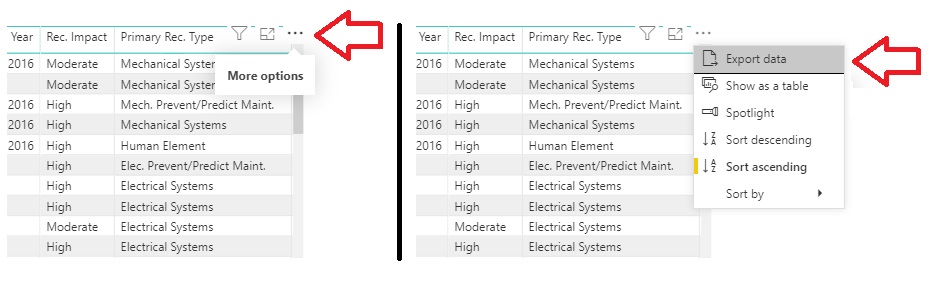 Year Rec. Impact Primary Rec. Type
2016 Moderate Mechanical System
Moderate Mechanical Syste
More options
2016 High Mech. Prevent/Predict Maint.
2016 High Mechanical Systems
2016 High Human Element
High Elec. Prevent/Predict Maint.
High Electrical Systems
High Electrical Systems
Moderate Electrical Systems
High Electrical Systems
Year Rec. Impact Primary Rec. Type
2016 Moderate Mechanical Systems
Moderate Mechanical Systems
2016 High Mech. Prevent/Predict Maint.
2016 High Mechanical Systems
2016 High Human Element
High Elec. Prevent/Predict Maint.
High Electrical Systems
High Electrical Systems
Moderate Electrical Systems
High Electrical Systems
Export data
Show as a table
Spotlight
Sort descending
Sort ascending
Sort by